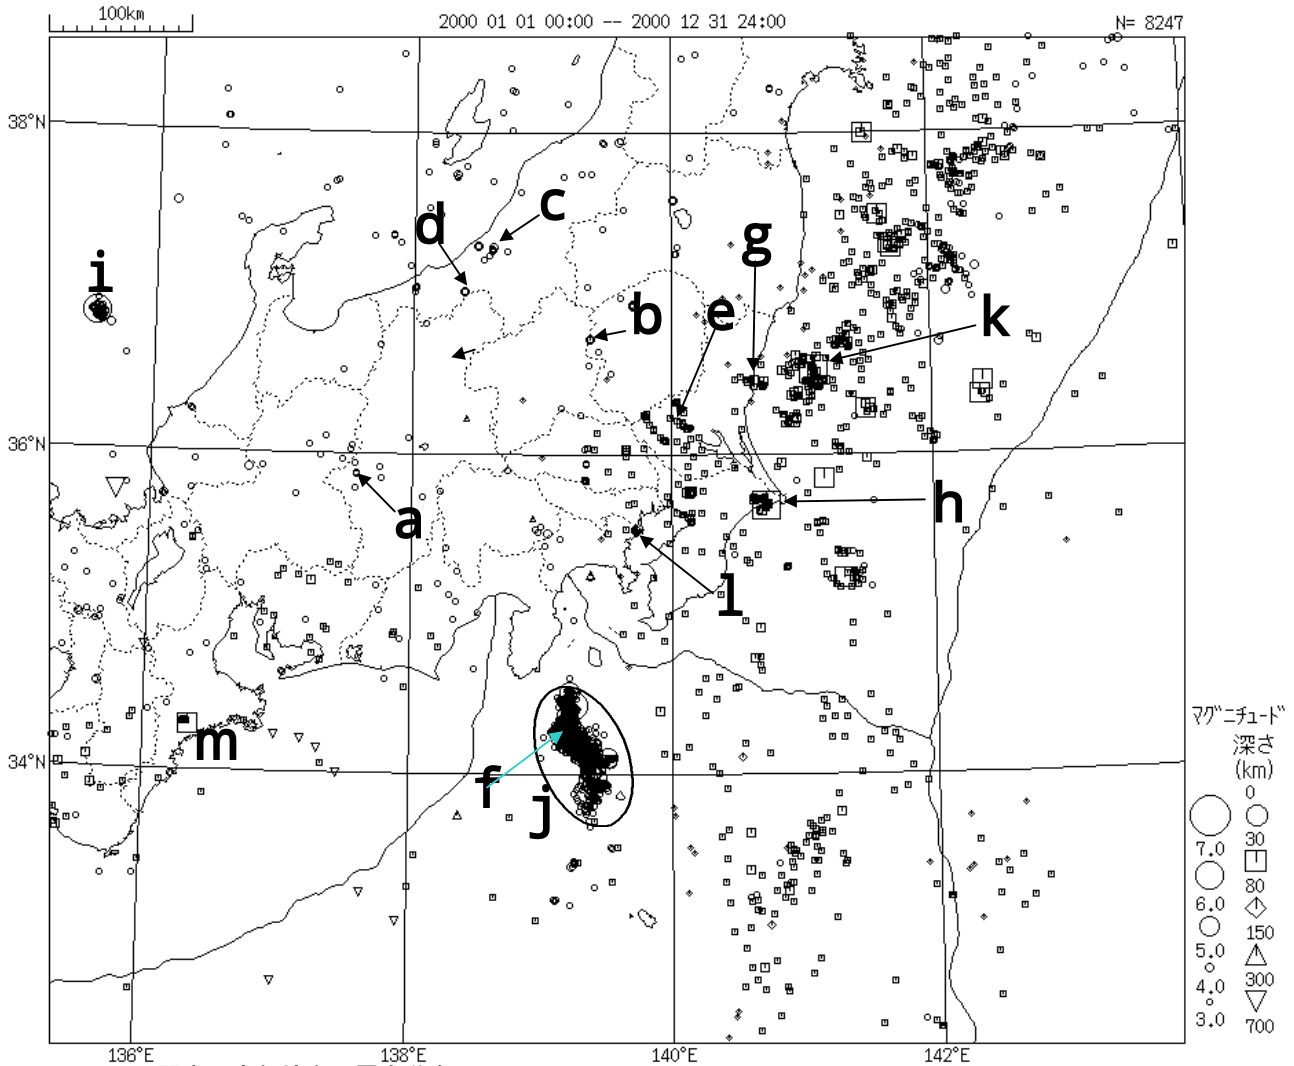 100km
2000 01 01 00:00 -- 2000 12 31 24:00
N= 8247
38°N
c
d
g
i
b
e
k
36°N
a
h
l
m
34°N
f
j
ﾏｸﾞﾆﾁｭｰﾄﾞ
深さ
(km)
0
30
7.0
80
6.0
150
5.0
300
4.0
700
3.0
136°E
138°E
140°E
142°E